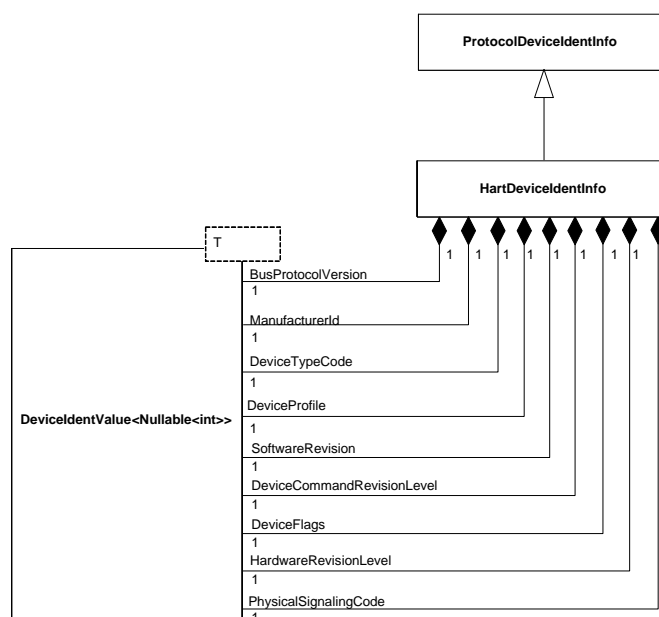 ProtocolDeviceIdentInfo
HartDeviceIdentInfo
T
1 1 1 1 1 1 1 1
BusProtocolVersion
1
ManufacturerId
1
DeviceTypeCode
1
DeviceProfile
1
DeviceIdentValue<Nullable<int>>
SoftwareRevision
1
DeviceCommandRevisionLevel
1
DeviceFlags
1
HardwareRevisionLevel
1
PhysicalSignalingCode
1